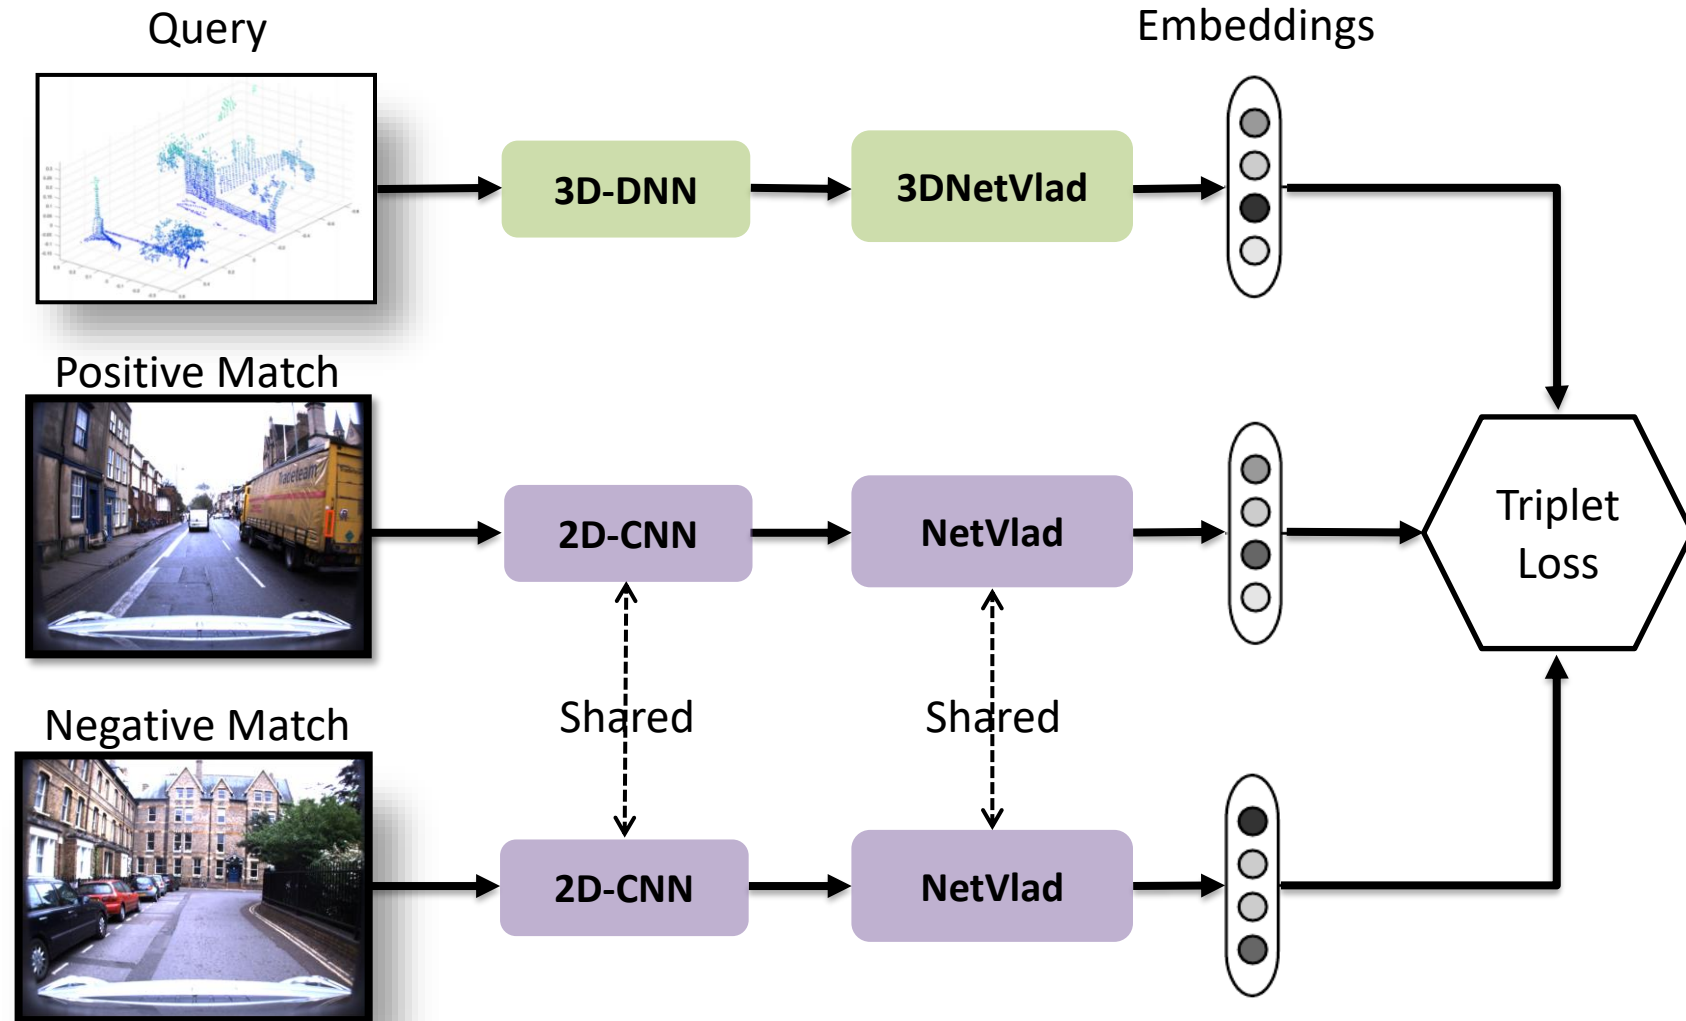 Query
Embeddings
3D-DNN
3DNetVlad
Positive Match
Tradeteam
2D-CNN
NetVlad
Triplet
Loss
Shared
Shared
Negative Match
2D-CNN
NetVlad